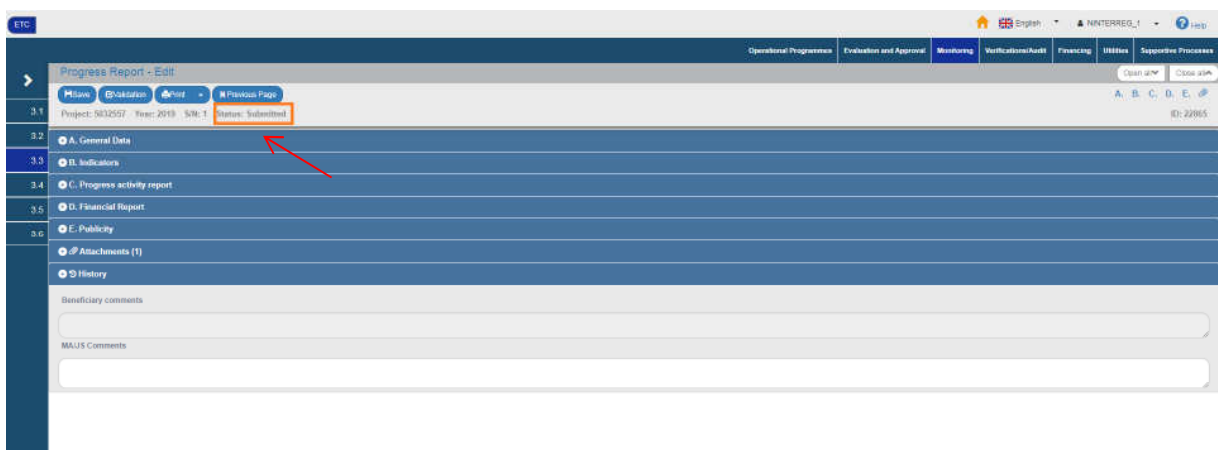 ETC English NINTERREG_1 Help
Operational Programmes Evaluation and Approval Monitoring Verifications/Audit Financing Utilities Supportive Processes
Progress Report - Edit Open all Close all
Save Validation Print Previous Page A. B. C. D. E.
3.1 Project: 5032557 Year: 2019 S/N: 1 Status: Submitted ID: 22865
3.2 A. General Data
3.3 B. Indicators
3.4 C. Progress activity report
3.5 D. Financial Report
3.6 E. Publicity
Attachments (1)
History
Beneficiary comments
MA/JS Comments